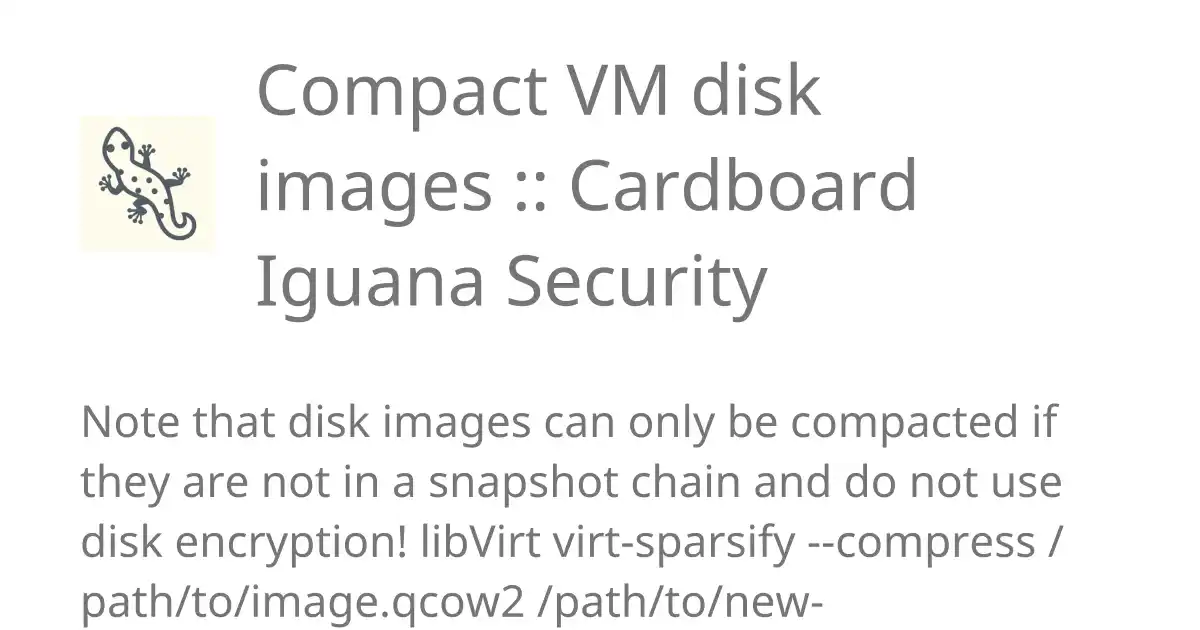 Compact VM disk
images :: Cardboard
Iguana Security
Note that disk images can only be compacted if
they are not in a snapshot chain and do not use
disk encryption! libVirt virt-sparsify --compress /
path/to/image.qcow2 /path/to/new-